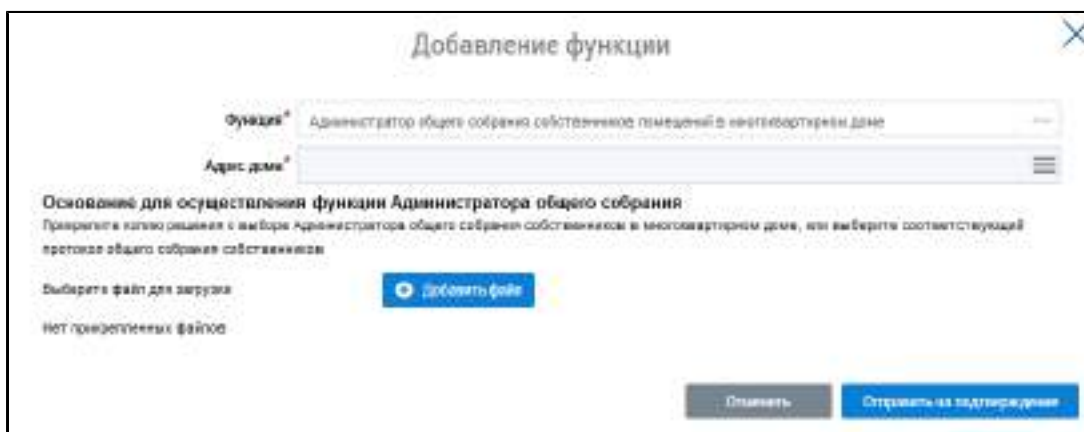 Добавление функции
Функция* Администратор общего собрания собственников помещений в многоквартирном доме
Адрес дома*
Основание для осуществления функции Администратора общего собрания
Прикрепите копию решения о выборе Администратора общего собрания собственников в многоквартирном доме, или выберите соответствующий
протокол общего собрания собственников
Выберите файл для загрузки Добавить файл
Нет прикрепленных файлов
Отменить Отправить на подтверждение